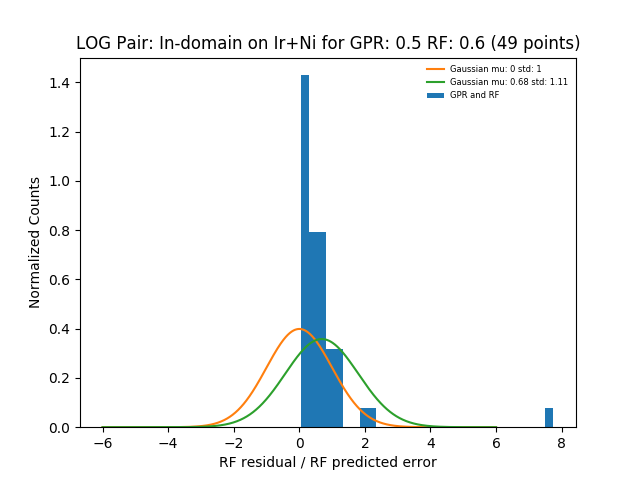 LOG Pair: In-domain on Ir+Ni for GPR: 0.5 RF: 0.6 (49 points)
Gaussian mu: 0 std: 1
Gaussian mu: 0.68 std: 1.11
GPR and RF
Normalized Counts
1.4
1.2
1.0
0.8
0.6
0.4
0.2
0.0
−6 −4 −2 0 2 4 6 8
RF residual / RF predicted error